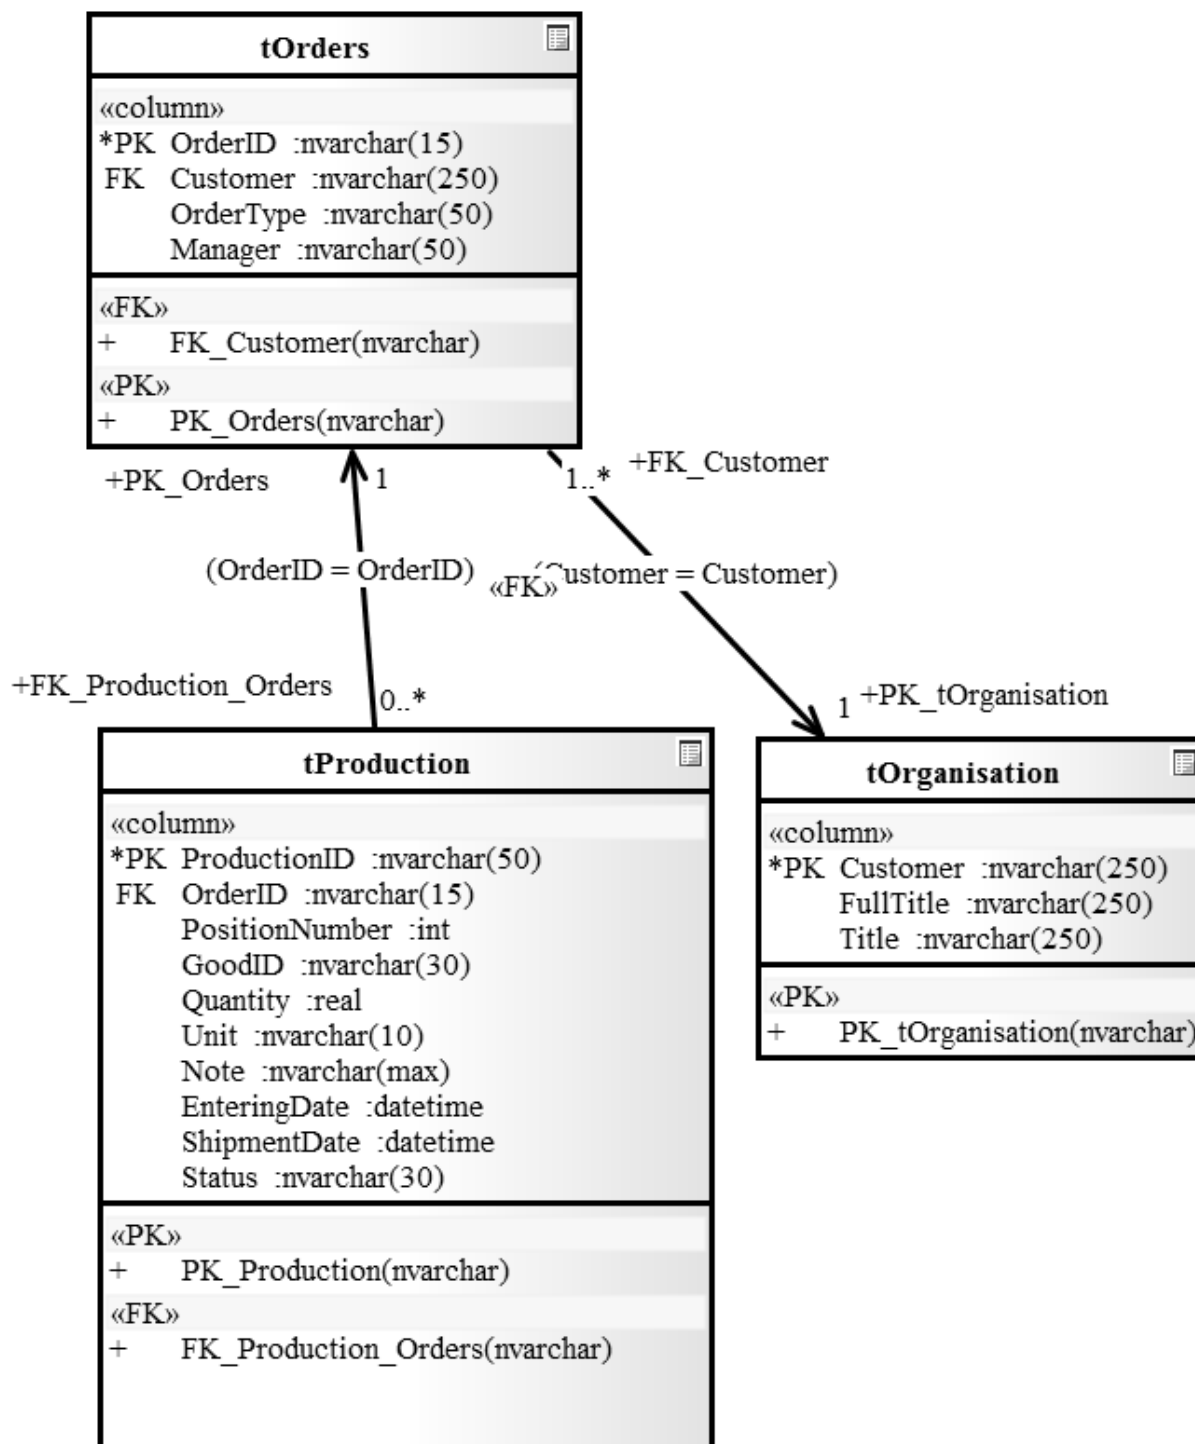 tOrders
«column»
*PK OrderID :nvarchar(15)
FK Customer :nvarchar(250)
OrderType :nvarchar(50)
Manager :nvarchar(50)
«FK»
+ FK_Customer(nvarchar)
«PK»
+ PK_Orders(nvarchar)
+PK_Orders
1
1..*
+FK_Customer
(OrderID = OrderID)
«FK»
(Customer = Customer)
+FK_Production_Orders
0..*
1
+PK_tOrganisation
tProduction
«column»
*PK ProductionID :nvarchar(50)
FK OrderID :nvarchar(15)
PositionNumber :int
GoodID :nvarchar(30)
Quantity :real
Unit :nvarchar(10)
Note :nvarchar(max)
EnteringDate :datetime
ShipmentDate :datetime
Status :nvarchar(30)
«PK»
+ PK_Production(nvarchar)
«FK»
+ FK_Production_Orders(nvarchar)
tOrganisation
«column»
*PK Customer :nvarchar(250)
FullTitle :nvarchar(250)
Title :nvarchar(250)
«PK»
+ PK_tOrganisation(nvarchar)